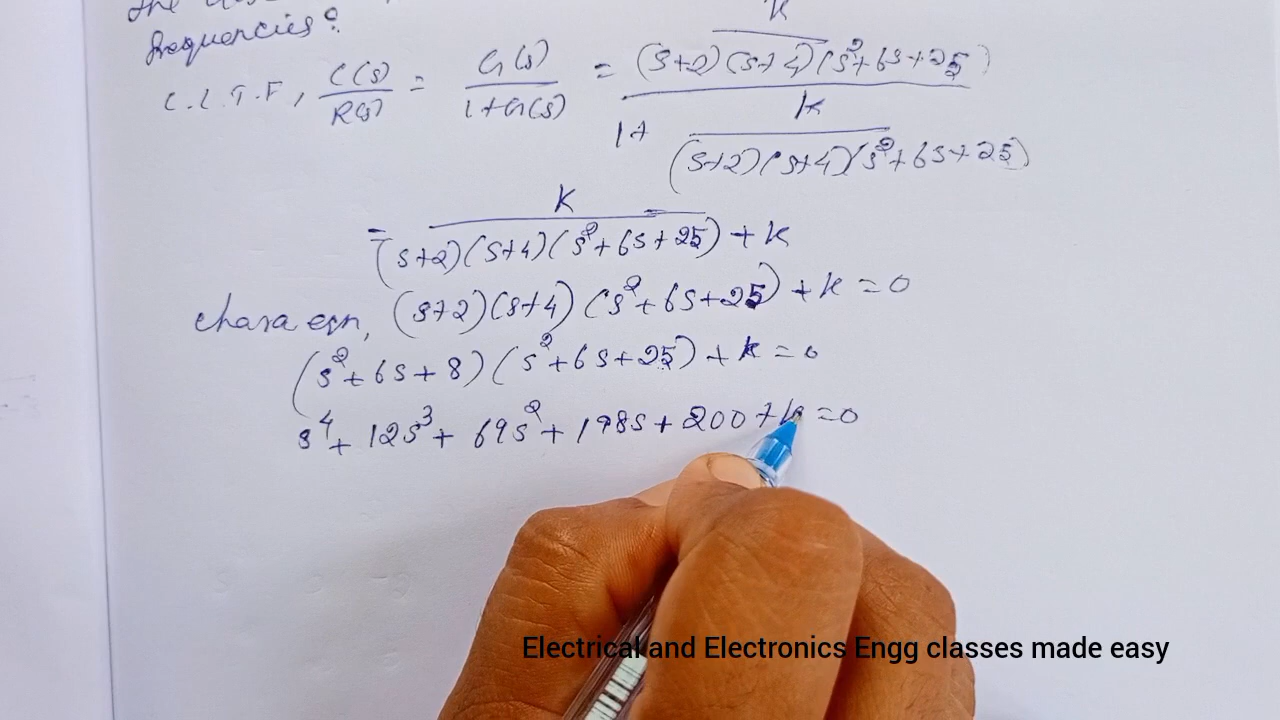 the
frequencies?
K
C.L.T.F, C(s)/R(s) = G(s)/1+G(s) = (s+2)(s+4)(s²+6s+25)
1+ K
(s+2)(s+4)(s²+6s+25)
K
= (s+2)(s+4)(s²+6s+25)+K
chara eqn, (s+2)(s+4)(s²+6s+25)+K=0
(s²+6s+8)(s²+6s+25)+K=0
s⁴+12s³+69s²+198s+200+K=0
Electrical and Electronics Engg classes made easy